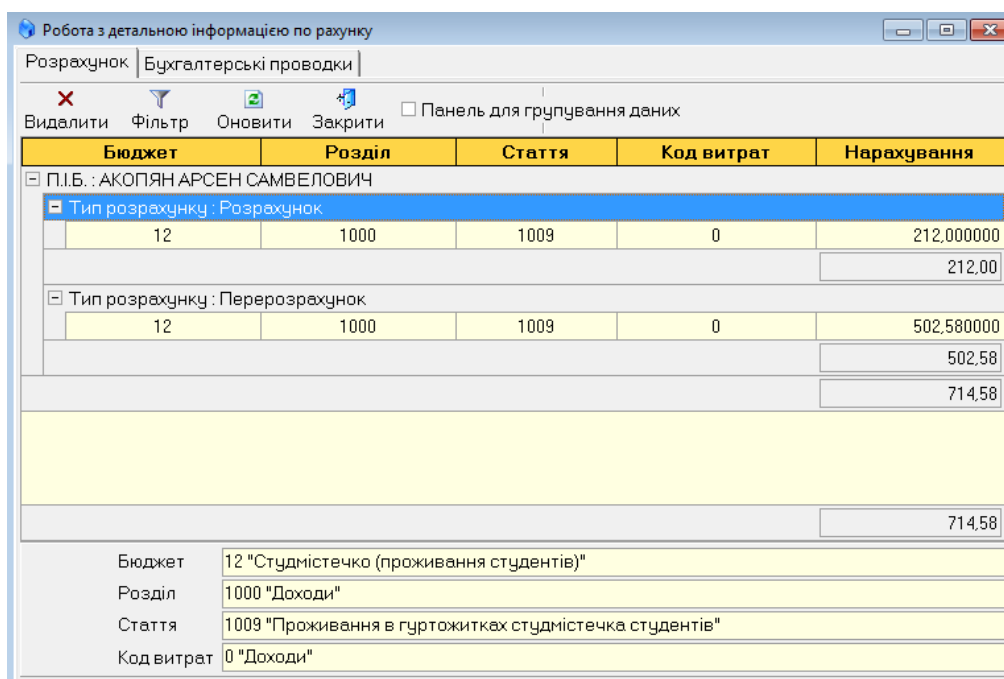 Робота з детальною інформацією по рахунку
Розрахунок Бухгалтерські проводки
Видалити Фільтр Оновити Закрити Панель для групування даних
Бюджет Розділ Стаття Код витрат Нарахування
П.І.Б. : АКОПЯН АРСЕН САМВЕЛОВИЧ
Тип розрахунку : Розрахунок
12 1000 1009 0 212,000000
212,00
Тип розрахунку : Перерозрахунок
12 1000 1009 0 502,580000
502,58
714,58
714,58
Бюджет 12 "Студмістечко (проживання студентів)"
Розділ 1000 "Доходи"
Стаття 1009 "Проживання в гуртожитках студмістечка студентів"
Код витрат 0 "Доходи"